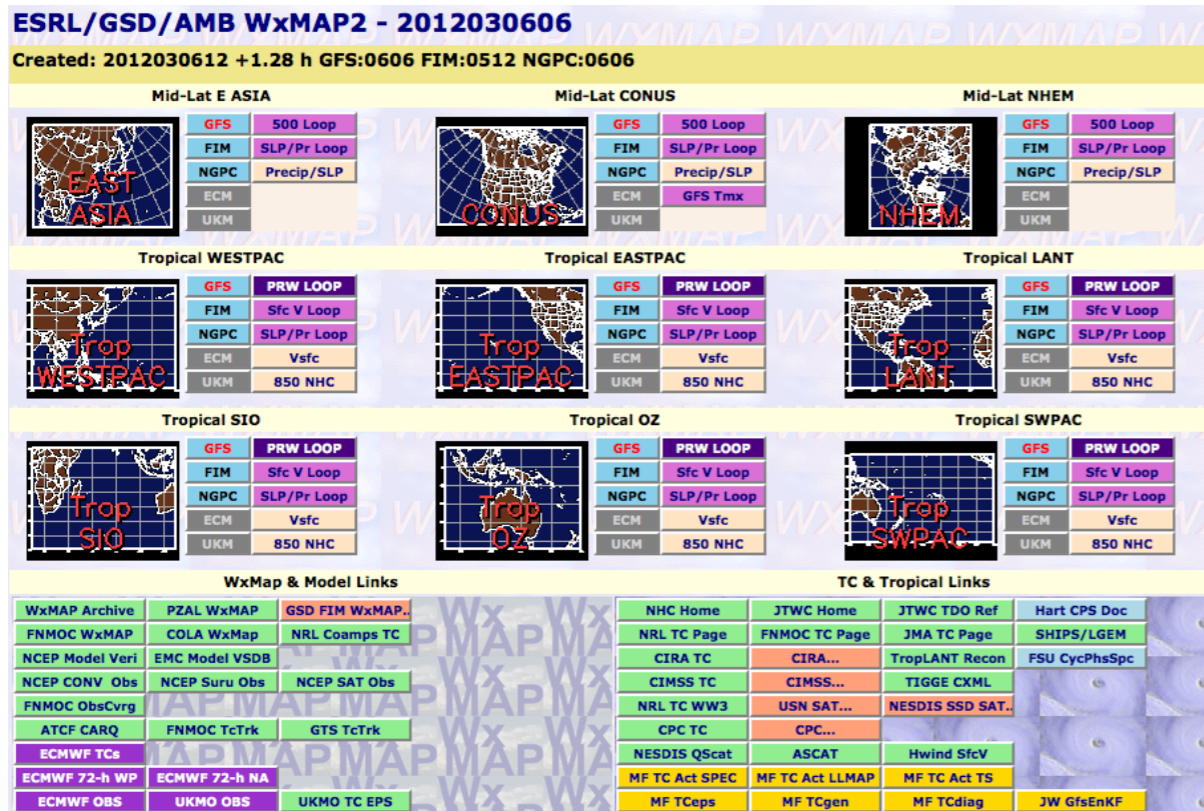 ESRL/GSD/AMB WxMAP2 - 2012030606
Created: 2012030612 +1.28 h GFS:0606 FIM:0512 NGPC:0606
Mid-Lat E ASIA Mid-Lat CONUS Mid-Lat NHEM
GFS 500 Loop GFS 500 Loop GFS 500 Loop
FIM SLP/Pr Loop FIM SLP/Pr Loop FIM SLP/Pr Loop
EAST NGPC Precip/SLP NGPC Precip/SLP NGPC Precip/SLP
ECM ECM GFS Tmx ECM
ASIA UKM CONUS UKM NHEM UKM
Tropical WESTPAC Tropical EASTPAC Tropical LANT
GFS PRW LOOP GFS PRW LOOP GFS PRW LOOP
FIM Sfc V Loop FIM Sfc V Loop FIM Sfc V Loop
Trop NGPC SLP/Pr Loop Trop NGPC SLP/Pr Loop Trop NGPC SLP/Pr Loop
ECM Vsfc ECM Vsfc ECM Vsfc
WESTPAC UKM 850 NHC EASTPAC UKM 850 NHC LANT UKM 850 NHC
Tropical SIO Tropical OZ Tropical SWPAC
GFS PRW LOOP GFS PRW LOOP GFS PRW LOOP
FIM Sfc V Loop FIM Sfc V Loop FIM Sfc V Loop
Trop NGPC SLP/Pr Loop Trop NGPC SLP/Pr Loop Trop NGPC SLP/Pr Loop
ECM Vsfc ECM Vsfc ECM Vsfc
SIO UKM 850 NHC OZ UKM 850 NHC SWPAC UKM 850 NHC
WxMap & Model Links TC & Tropical Links
WxMAP Archive PZAL WxMAP GSD FIM WxMAP.. NHC Home JTWC Home JTWC TDO Ref Hart CPS Doc
FNMOC WxMAP COLA WxMap NRL Coamps TC NRL TC Page FNMOC TC Page JMA TC Page SHIPS/LGEM
NCEP Model Veri EMC Model VSDB CIRA TC CIRA... TropLANT Recon FSU CycPhsSpc
NCEP CONV Obs NCEP Suru Obs NCEP SAT Obs CIMSS TC CIMSS... TIGGE CXML
FNMOC ObsCvrg NRL TC WW3 USN SAT... NESDIS SSD SAT..
ATCF CARQ FNMOC TcTrk GTS TcTrk CPC TC CPC...
ECMWF TCs NESDIS QScat ASCAT Hwind SfcV
ECMWF 72-h WP ECMWF 72-h NA MF TC Act SPEC MF TC Act LLMAP MF TC Act TS
ECMWF OBS UKMO OBS UKMO TC EPS MF TCeps MF TCgen MF TCdiag JW GfsEnKF